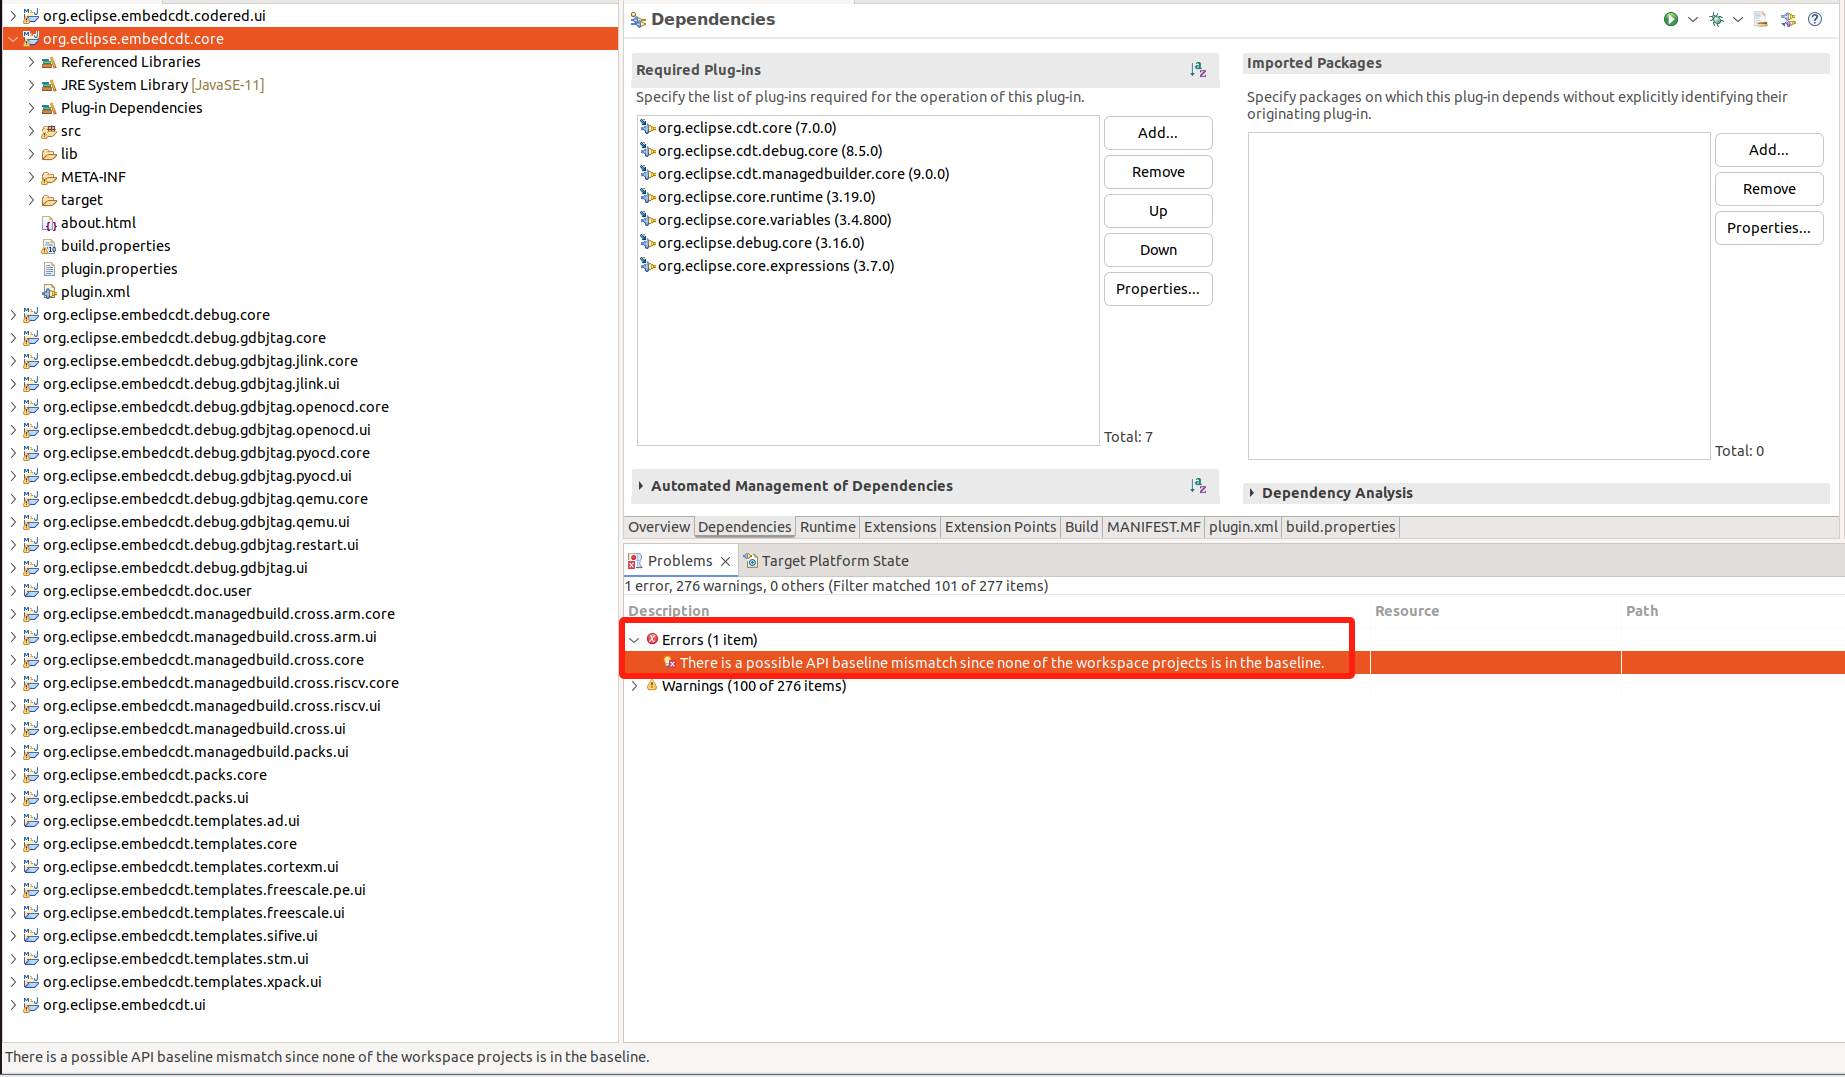 org.eclipse.embedcdt.codered.ui
org.eclipse.embedcdt.core
Referenced Libraries
JRE System Library [JavaSE-11]
Plug-in Dependencies
src
lib
META-INF
target
about.html
build.properties
plugin.properties
plugin.xml
org.eclipse.embedcdt.debug.core
org.eclipse.embedcdt.debug.gdbjtag.core
org.eclipse.embedcdt.debug.gdbjtag.jlink.core
org.eclipse.embedcdt.debug.gdbjtag.jlink.ui
org.eclipse.embedcdt.debug.gdbjtag.openocd.core
org.eclipse.embedcdt.debug.gdbjtag.openocd.ui
org.eclipse.embedcdt.debug.gdbjtag.pyocd.core
org.eclipse.embedcdt.debug.gdbjtag.pyocd.ui
org.eclipse.embedcdt.debug.gdbjtag.qemu.core
org.eclipse.embedcdt.debug.gdbjtag.qemu.ui
org.eclipse.embedcdt.debug.gdbjtag.restart.ui
org.eclipse.embedcdt.debug.gdbjtag.ui
org.eclipse.embedcdt.doc.user
org.eclipse.embedcdt.managedbuild.cross.arm.core
org.eclipse.embedcdt.managedbuild.cross.arm.ui
org.eclipse.embedcdt.managedbuild.cross.core
org.eclipse.embedcdt.managedbuild.cross.riscv.core
org.eclipse.embedcdt.managedbuild.cross.riscv.ui
org.eclipse.embedcdt.managedbuild.cross.ui
org.eclipse.embedcdt.managedbuild.packs.ui
org.eclipse.embedcdt.packs.core
org.eclipse.embedcdt.packs.ui
org.eclipse.embedcdt.templates.ad.ui
org.eclipse.embedcdt.templates.core
org.eclipse.embedcdt.templates.cortexm.ui
org.eclipse.embedcdt.templates.freescale.pe.ui
org.eclipse.embedcdt.templates.freescale.ui
org.eclipse.embedcdt.templates.sifive.ui
org.eclipse.embedcdt.templates.stm.ui
org.eclipse.embedcdt.templates.xpack.ui
org.eclipse.embedcdt.ui
Dependencies
Required Plug-ins
Specify the list of plug-ins required for the operation of this plug-in.
org.eclipse.cdt.core (7.0.0)
org.eclipse.cdt.debug.core (8.5.0)
org.eclipse.cdt.managedbuilder.core (9.0.0)
org.eclipse.core.runtime (3.19.0)
org.eclipse.core.variables (3.4.800)
org.eclipse.debug.core (3.16.0)
org.eclipse.core.expressions (3.7.0)
Add...
Remove
Up
Down
Properties...
Total: 7
Imported Packages
Specify packages on which this plug-in depends without explicitly identifying their
originating plug-in.
Add...
Remove
Properties...
Total: 0
Automated Management of Dependencies
Dependency Analysis
Overview Dependencies Runtime Extensions Extension Points Build MANIFEST.MF plugin.xml build.properties
Problems Target Platform State
1 error, 276 warnings, 0 others (Filter matched 101 of 277 items)
Description Resource Path
Errors (1 item)
There is a possible API baseline mismatch since none of the workspace projects is in the baseline.
Warnings (100 of 276 items)
There is a possible API baseline mismatch since none of the workspace projects is in the baseline.